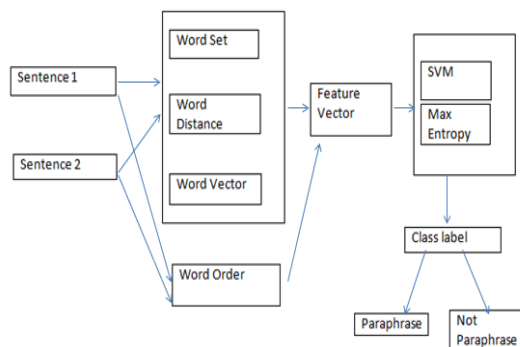 Sentence 1
Sentence 2
Word Set
Word
Distance
Word Vector
Word Order
Feature
Vector
SVM
Max
Entropy
Class label
Paraphrase
Not
Paraphrase